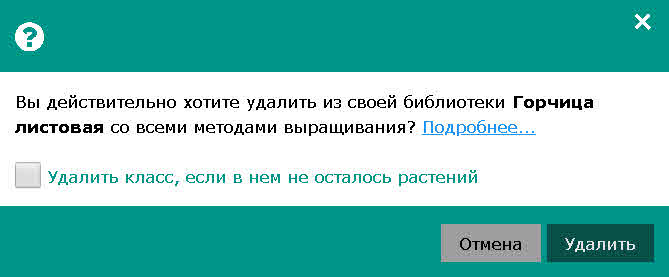 Вы действительно хотите удалить из своей библиотеки Горчица
листовая со всеми методами выращивания? Подробнее...
Удалить класс, если в нем не осталось растений
Отмена Удалить